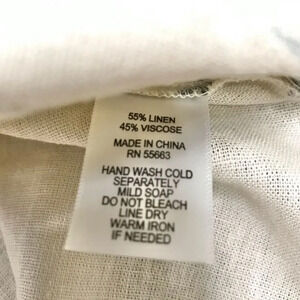 55% LINEN
45% VISCOSE
MADE IN CHINA
RN 55663
HAND WASH COLD
SEPARATELY
MILD SOAP
DO NOT BLEACH
LINE DRY
WARM IRON
IF NEEDED